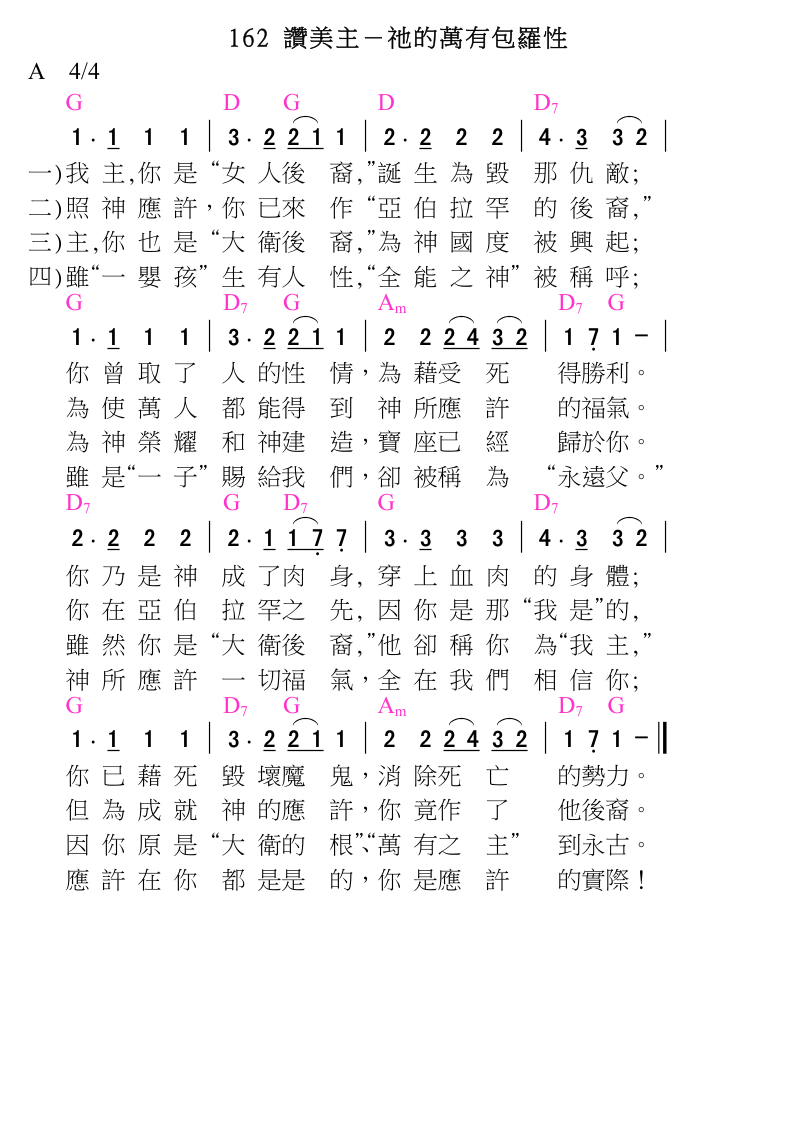 162 讚美主－祂的萬有包羅性
A 4/4
G D G D D7
1 . 1 1 1 | 3 . 2 2 1 1 | 2 . 2 2 2 | 4 . 3 3 2 |
一)我主,你是“女人後裔,”誕生為毀那仇敵;
二)照神應許，你已來作“亞伯拉罕的後裔,”
三)主,你也是“大衛後裔,”為神國度被興起;
四)雖“一嬰孩”生有人性,“全能之神”被稱呼;
G D7 G Am D7 G
1 . 1 1 1 | 3 . 2 2 1 1 | 2 2 2 4 3 2 | 1 7 1 － |
你曾取了人的性情，為藉受死得勝利。
為使萬人都能得到神所應許的福氣。
為神榮耀和神建造，寶座已經歸於你。
雖是“一子”賜給我們，卻被稱為“永遠父。”
D7 G D7 G D7
2 . 2 2 2 | 2 . 1 1 7 7 | 3 . 3 3 3 | 4 . 3 3 2 |
你乃是神成了肉身,穿上血肉的身體;
你在亞伯拉罕之先,因你是那“我是”的,
雖然你是“大衛後裔,”他卻稱你為“我主,”
神所應許一切福氣，全在我們相信你;
G D7 G Am D7 G
1 . 1 1 1 | 3 . 2 2 1 1 | 2 2 2 4 3 2 | 1 7 1 － ‖
你已藉死毀壞魔鬼，消除死亡的勢力。
但為成就神的應許，你竟作了他後裔。
因你原是“大衛的根”、“萬有之主”到永古。
應許在你都是是的，你是應許的實際！